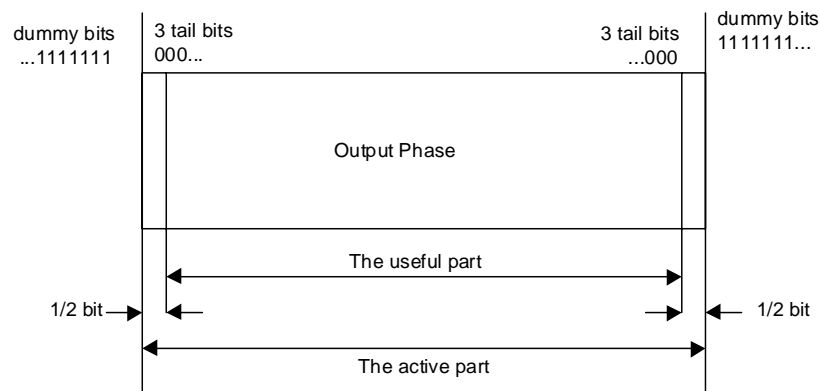 dummy bits
...1111111
3 tail bits
000...
3 tail bits
...000
dummy bits
1111111...
Output Phase
The useful part
1/2 bit
1/2 bit
The active part